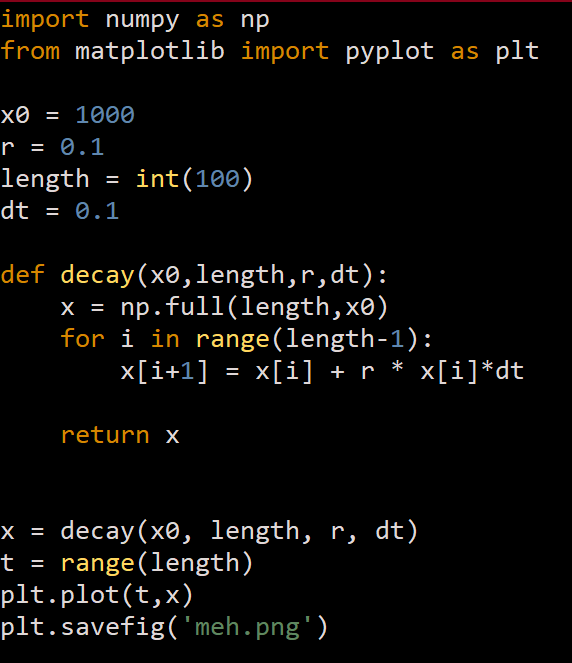 import numpy as np
from matplotlib import pyplot as plt

x0 = 1000
r = 0.1
length = int(100)
dt = 0.1

def decay(x0,length,r,dt):
    x = np.full(length,x0)
    for i in range(length-1):
        x[i+1] = x[i] + r * x[i]*dt

    return x


x = decay(x0, length, r, dt)
t = range(length)
plt.plot(t,x)
plt.savefig('meh.png')